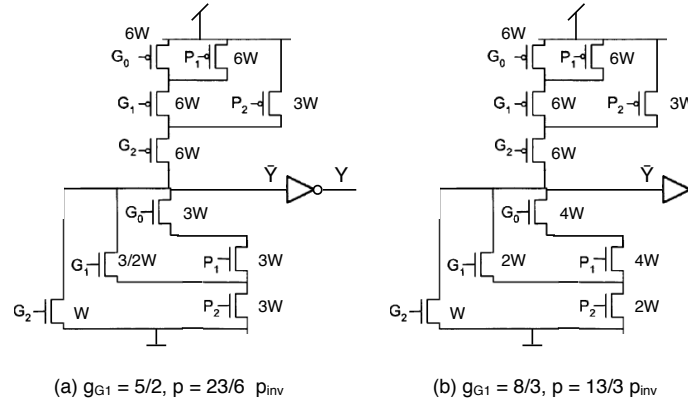 6W
G0 P1 6W
G1 6W P2 3W
G2 6W
Ȳ Y
G0 3W
G1 3/2W P1 3W
G2 W P2 3W
(a) gG1 = 5/2, p = 23/6 pinv
6W
G0 P1 6W
G1 6W P2 3W
G2 6W
Ȳ
G0 4W
G1 2W P1 4W
G2 W P2 2W
(b) gG1 = 8/3, p = 13/3 pinv